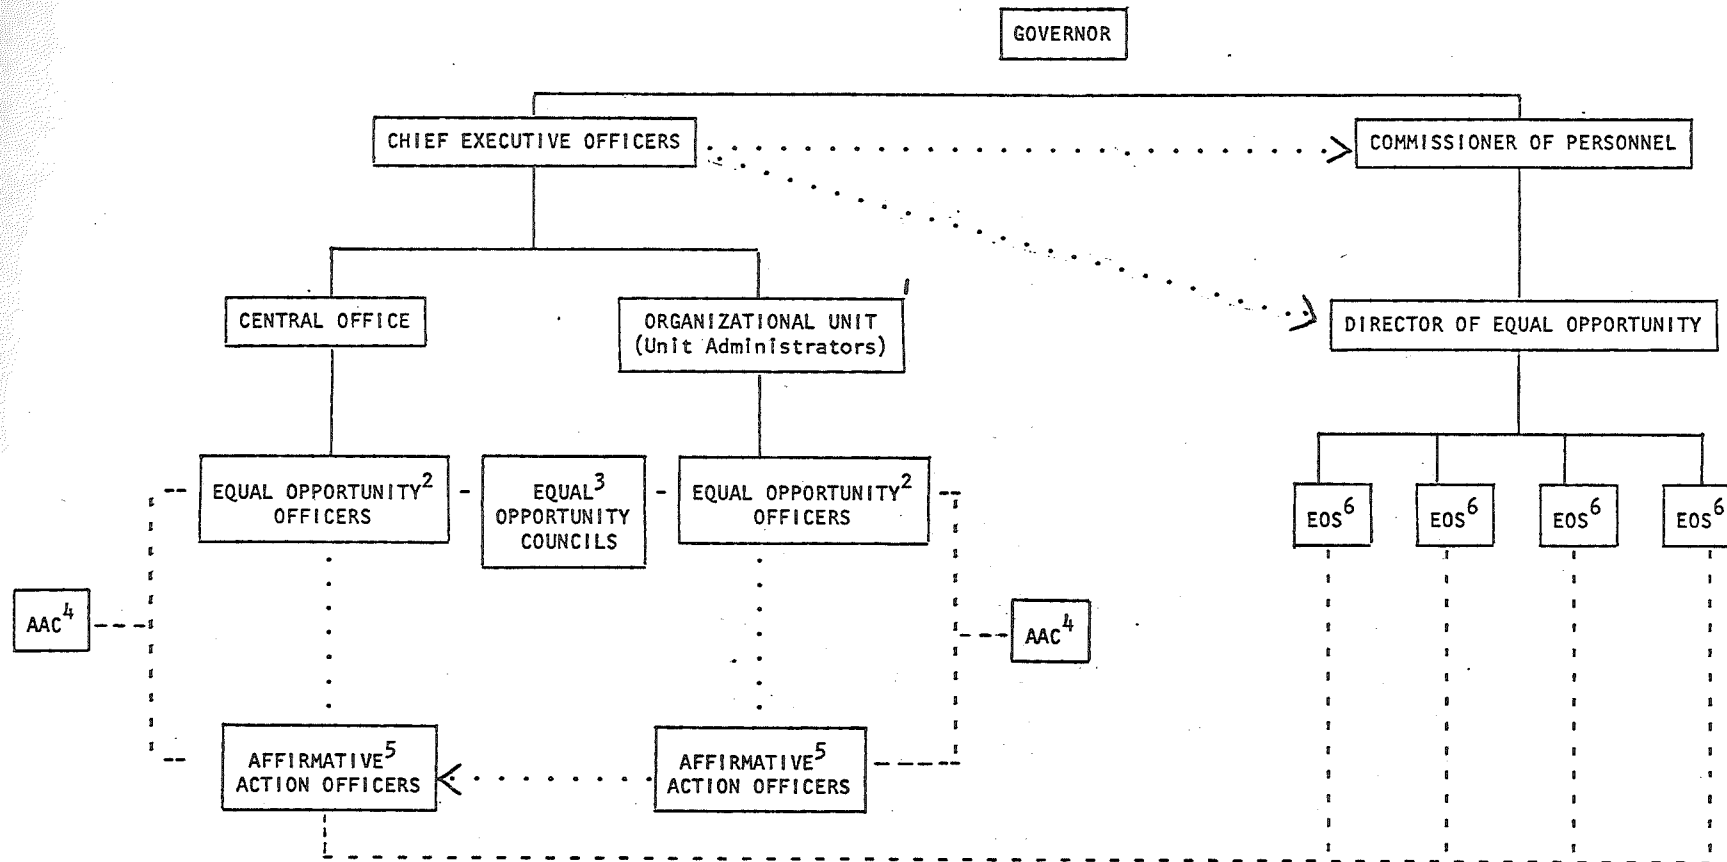 GOVERNOR
CHIEF EXECUTIVE OFFICERS
COMMISSIONER OF PERSONNEL
CENTRAL OFFICE
ORGANIZATIONAL UNIT
(Unit Administrators)
1
DIRECTOR OF EQUAL OPPORTUNITY
EQUAL OPPORTUNITY2
OFFICERS
EQUAL3
OPPORTUNITY
COUNCILS
EQUAL OPPORTUNITY2
OFFICERS
EOS6
EOS6
EOS6
EOS6
AAC4
AAC4
AFFIRMATIVE5
ACTION OFFICERS
AFFIRMATIVE5
ACTION OFFICERS